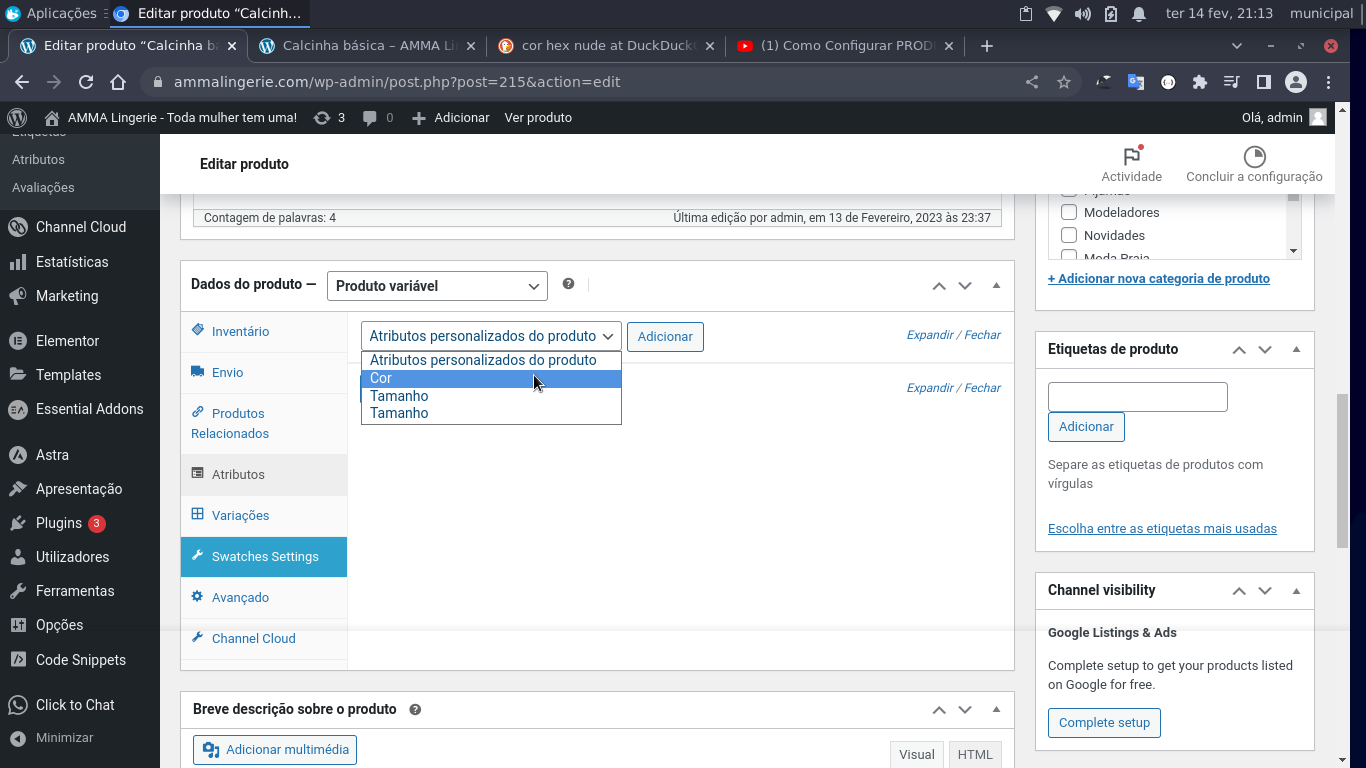 Aplicações
Editar produto “Calcinh…
ter 14 fev, 21:13
municipal
Editar produto “Calcinha b
Calcinha básica – AMMA Li
cor hex nude at DuckDuck
(1) Como Configurar PROD
ammalingerie.com/wp-admin/post.php?post=215&action=edit
AMMA Lingerie - Toda mulher tem uma!
3
0
Adicionar
Ver produto
Olá, admin
Etiquetas
Atributos
Avaliações
Channel Cloud
Estatísticas
Marketing
Elementor
Templates
Essential Addons
Astra
Apresentação
Plugins 3
Utilizadores
Ferramentas
Opções
Code Snippets
Click to Chat
Minimizar
Editar produto
Actividade
Concluir a configuração
Contagem de palavras: 4
Última edição por admin, em 13 de Fevereiro, 2023 às 23:37
Dados do produto —
Produto variável
Inventário
Envio
Produtos
Relacionados
Atributos
Variações
Swatches Settings
Avançado
Channel Cloud
Atributos personalizados do produto
Adicionar
Expandir / Fechar
Atributos personalizados do produto
Cor
Tamanho
Tamanho
Expandir / Fechar
Breve descrição sobre o produto
Adicionar multimédia
Visual
HTML
Modeladores
Novidades
Moda Praia
+ Adicionar nova categoria de produto
Etiquetas de produto
Adicionar
Separe as etiquetas de produtos com
vírgulas
Escolha entre as etiquetas mais usadas
Channel visibility
Google Listings & Ads
Complete setup to get your products listed
on Google for free.
Complete setup